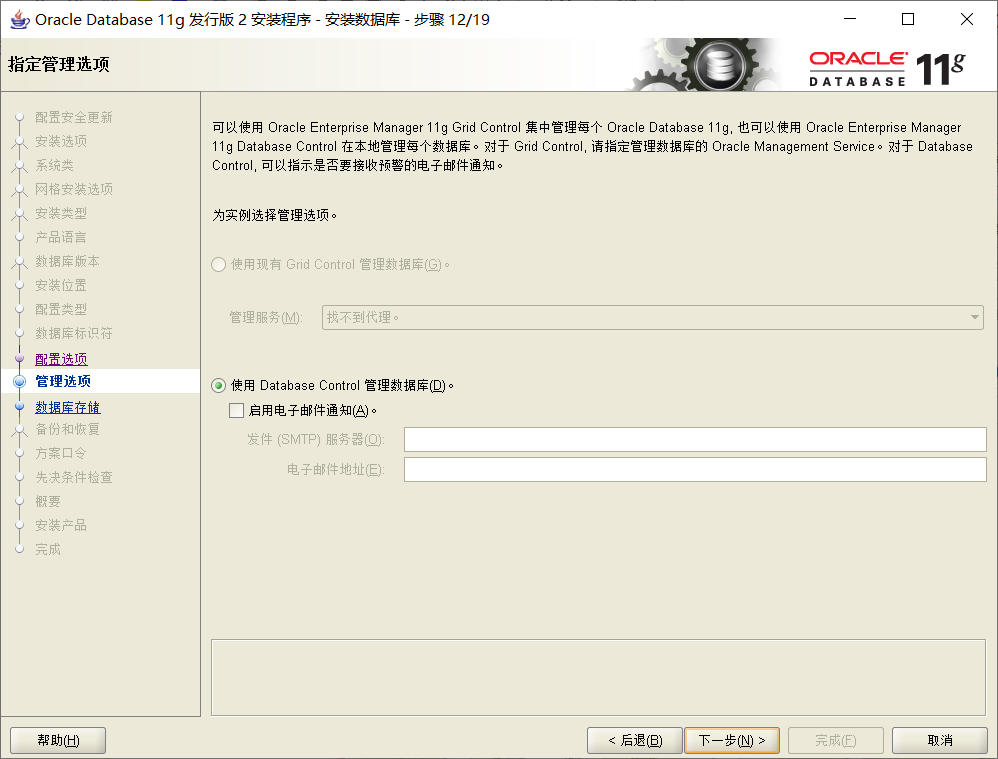 Oracle Database 11g 发行版 2 安装程序 - 安装数据库 - 步骤 12/19
指定管理选项
ORACLE
DATABASE
11g
配置安全更新
安装选项
系统类
网格安装选项
安装类型
产品语言
数据库版本
安装位置
配置类型
数据库标识符
配置选项
管理选项
数据库存储
备份和恢复
方案口令
先决条件检查
概要
安装产品
完成
可以使用 Oracle Enterprise Manager 11g Grid Control 集中管理每个 Oracle Database 11g, 也可以使用 Oracle Enterprise Manager
11g Database Control 在本地管理每个数据库。对于 Grid Control, 请指定管理数据库的 Oracle Management Service。对于 Database
Control, 可以指示是否要接收预警的电子邮件通知。
为实例选择管理选项。
使用现有 Grid Control 管理数据库(G)。
管理服务(M): 找不到代理。
使用 Database Control 管理数据库(D)。
启用电子邮件通知(A)。
发件 (SMTP) 服务器(O):
电子邮件地址(E):
帮助(H) < 后退(B) 下一步(N) > 完成(F) 取消